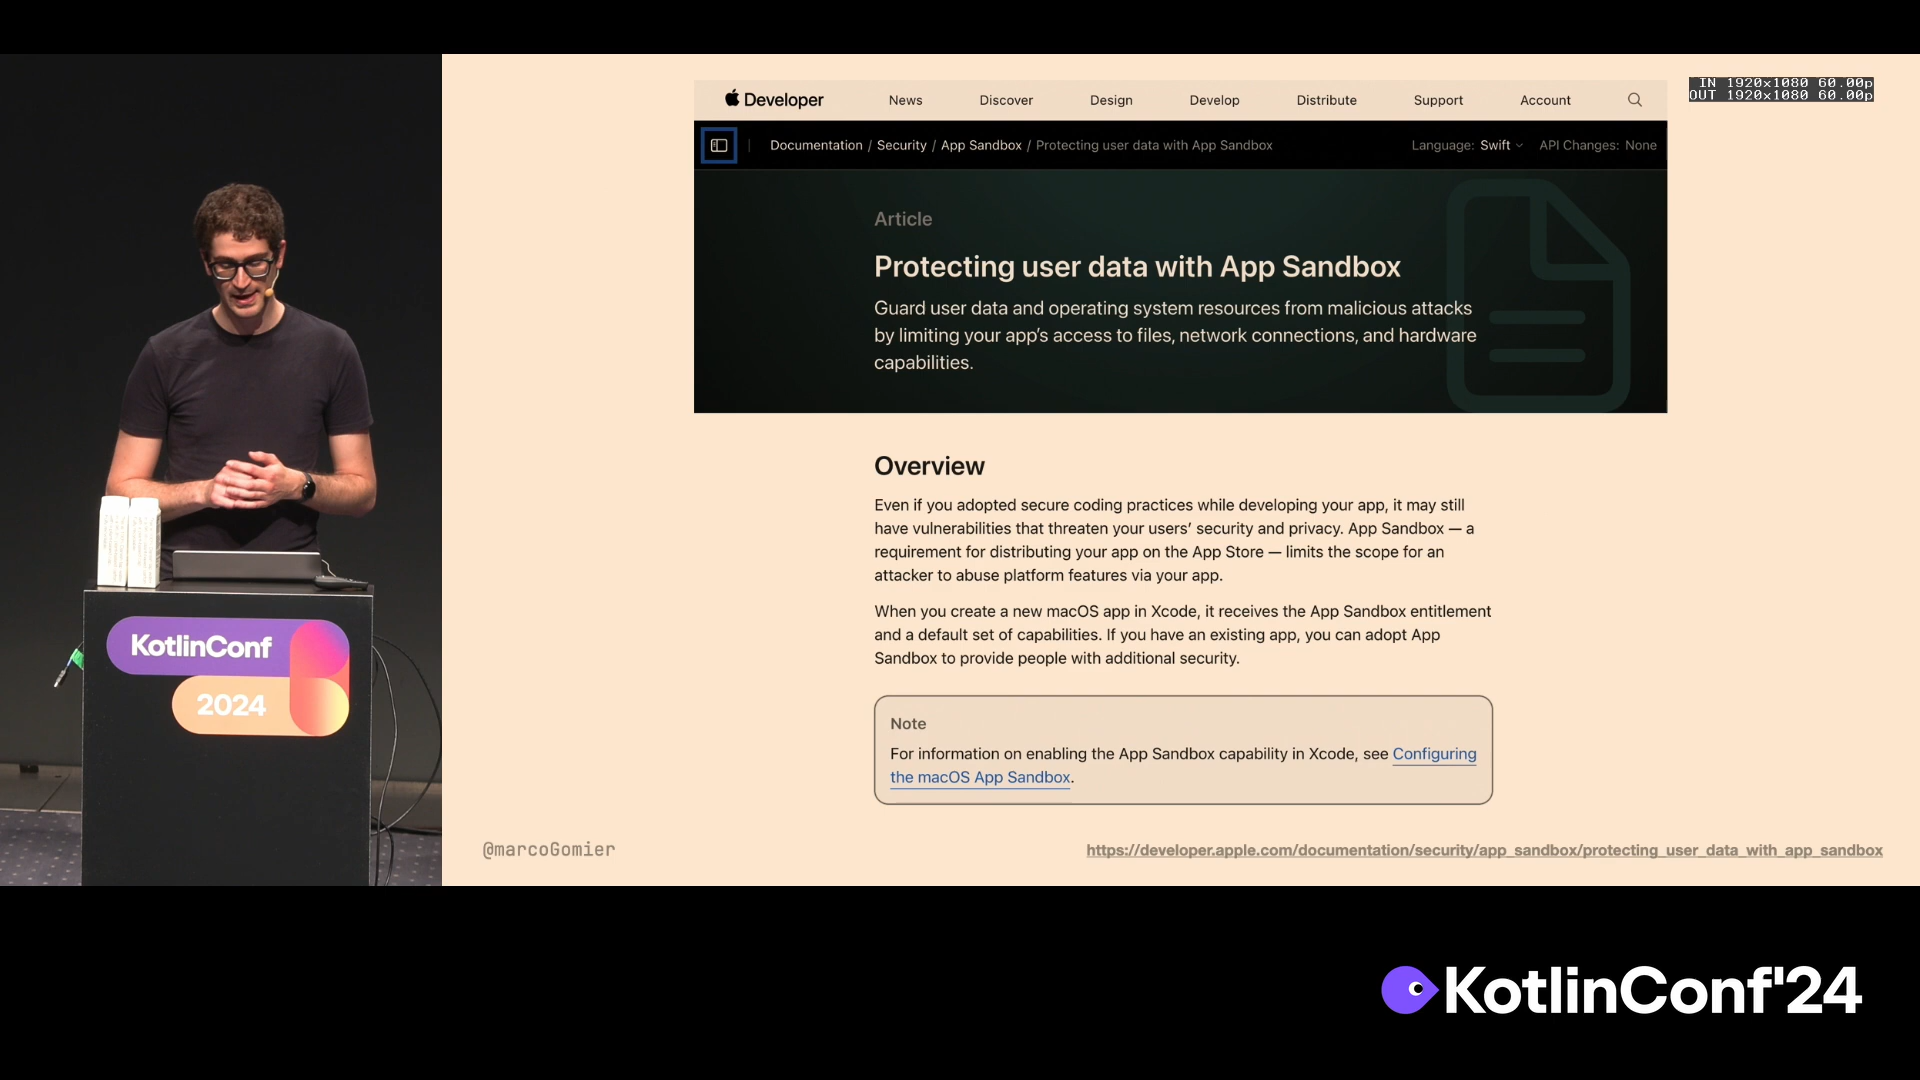 Developer
News
Discover
Design
Develop
Distribute
Support
Account
IN 1920x1080 60.00p
OUT 1920x1080 60.00p
Documentation / Security / App Sandbox / Protecting user data with App Sandbox
Language: Swift
API Changes: None
Article
Protecting user data with App Sandbox
Guard user data and operating system resources from malicious attacks
by limiting your app’s access to files, network connections, and hardware
capabilities.
Overview
Even if you adopted secure coding practices while developing your app, it may still
have vulnerabilities that threaten your users’ security and privacy. App Sandbox — a
requirement for distributing your app on the App Store — limits the scope for an
attacker to abuse platform features via your app.
When you create a new macOS app in Xcode, it receives the App Sandbox entitlement
and a default set of capabilities. If you have an existing app, you can adopt App
Sandbox to provide people with additional security.
Note
For information on enabling the App Sandbox capability in Xcode, see Configuring
the macOS App Sandbox.
@marcoGomier
https://developer.apple.com/documentation/security/app_sandbox/protecting_user_data_with_app_sandbox
KotlinConf
2024
KotlinConf'24